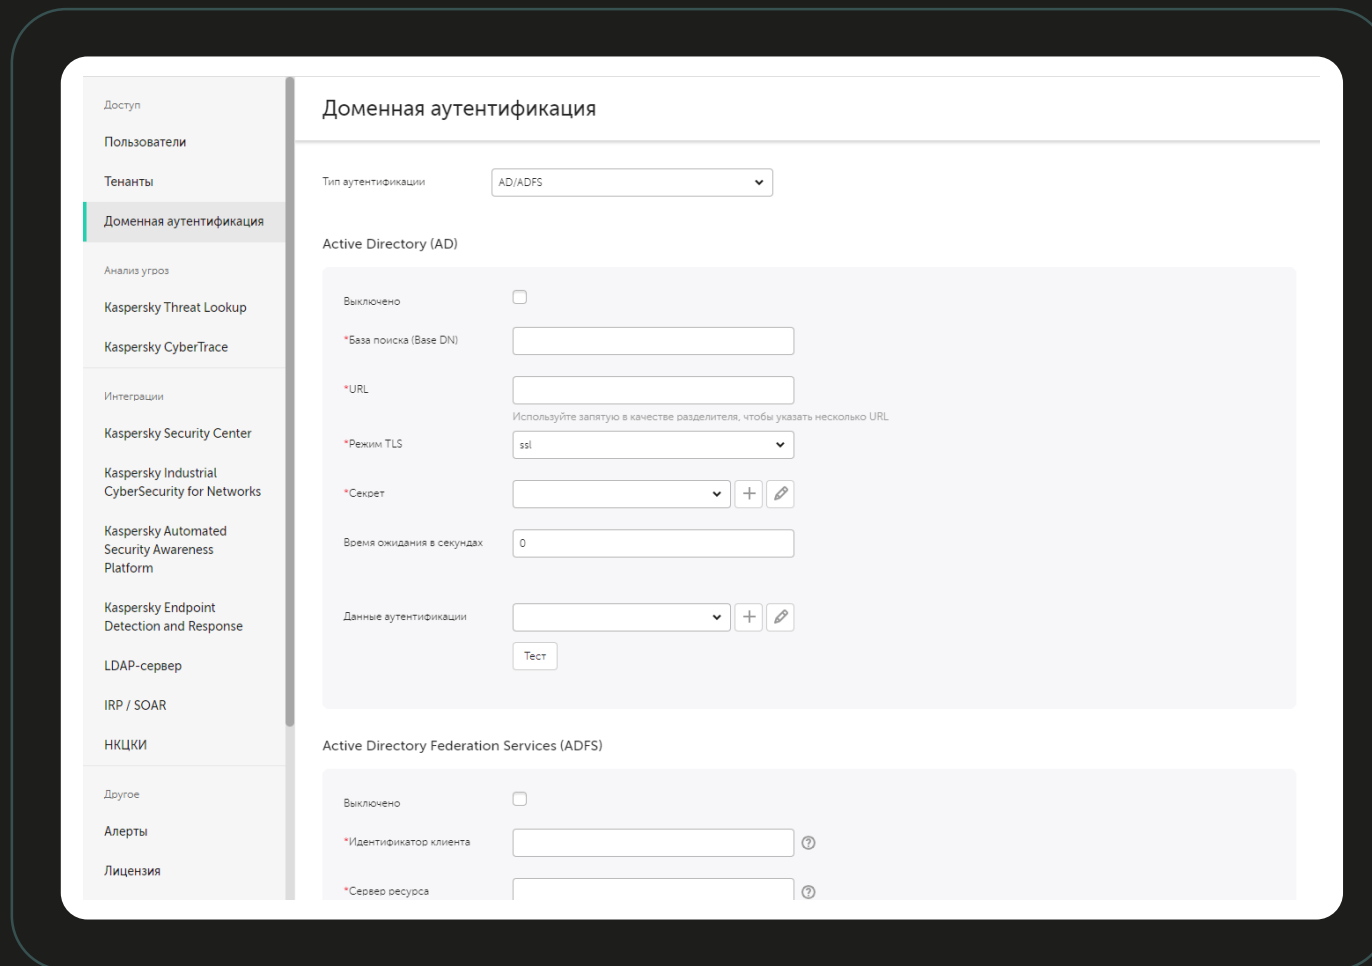 Доступ
Пользователи
Тенанты
Доменная аутентификация
Анализ угроз
Kaspersky Threat Lookup
Kaspersky CyberTrace
Интеграции
Kaspersky Security Center
Kaspersky Industrial
CyberSecurity for Networks
Kaspersky Automated
Security Awareness
Platform
Kaspersky Endpoint
Detection and Response
LDAP-сервер
IRP / SOAR
НКЦКИ
Другое
Алерты
Лицензия
Доменная аутентификация
Тип аутентификации AD/ADFS
Active Directory (AD)
Выключено
*База поиска (Base DN)
*URL
Используйте запятую в качестве разделителя, чтобы указать несколько URL
*Режим TLS ssl
*Секрет
Время ожидания в секундах 0
Данные аутентификации
Тест
Active Directory Federation Services (ADFS)
Выключено
*Идентификатор клиента
*Сервер ресурса